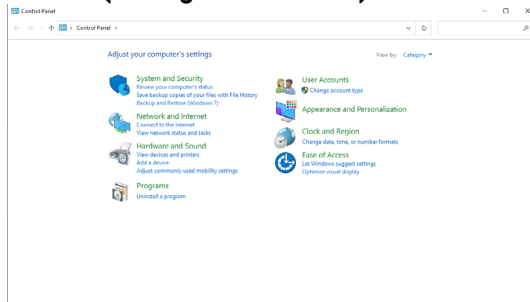 Control Panel
Control Panel
Adjust your computer's settings
View by: Category
System and Security
Review your computer's status
Save backup copies of your files with File History
Backup and Restore (Windows 7)
Network and Internet
Connect to the Internet
View network status and tasks
Hardware and Sound
View devices and printers
Add a device
Adjust commonly used mobility settings
Programs
Uninstall a program
User Accounts
Change account type
Appearance and Personalization
Clock and Region
Change date, time, or number formats
Ease of Access
Let Windows suggest settings
Optimize visual display